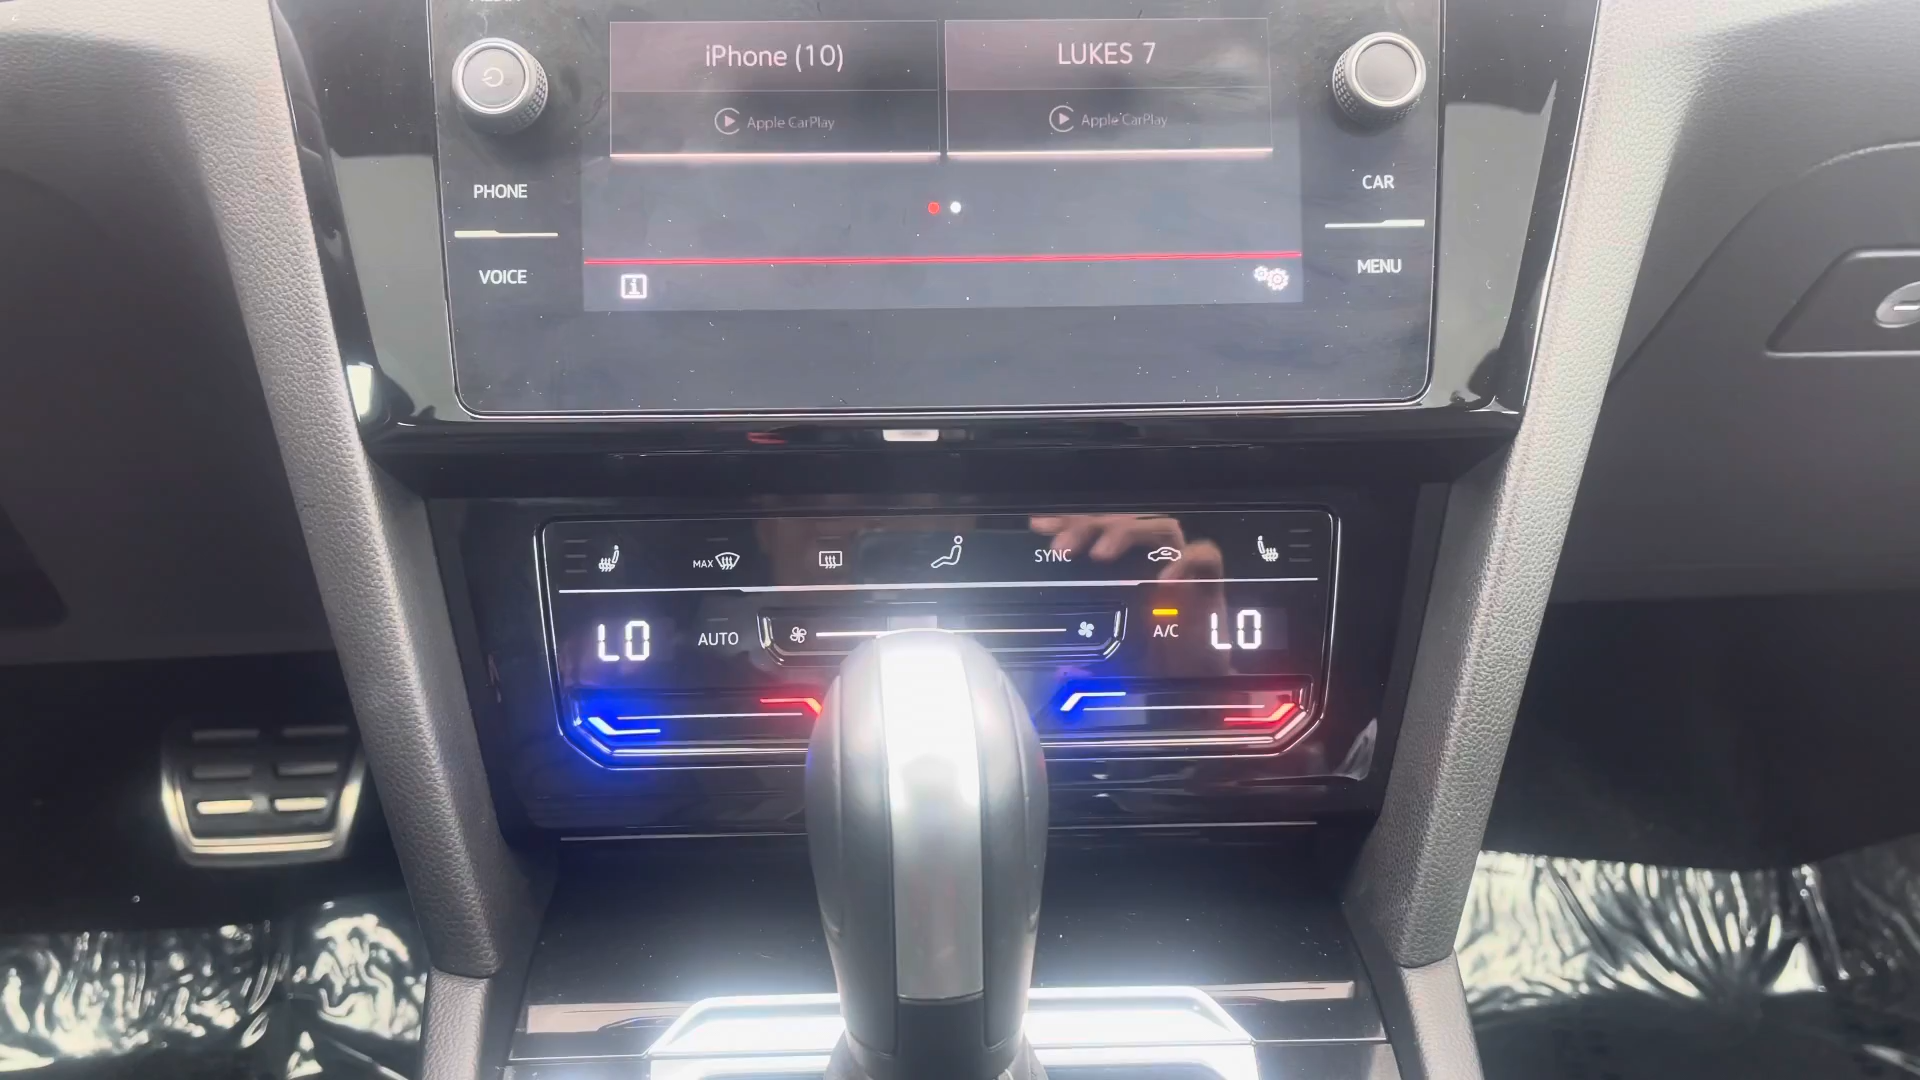 iPhone (10)
LUKES 7
Apple CarPlay
Apple CarPlay
PHONE
CAR
VOICE
MENU
MAX
SYNC
LO
AUTO
A/C
LO